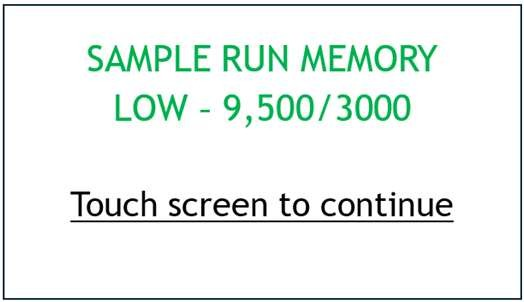 SAMPLE RUN MEMORY
LOW – 9,500/3000
Touch screen to continue